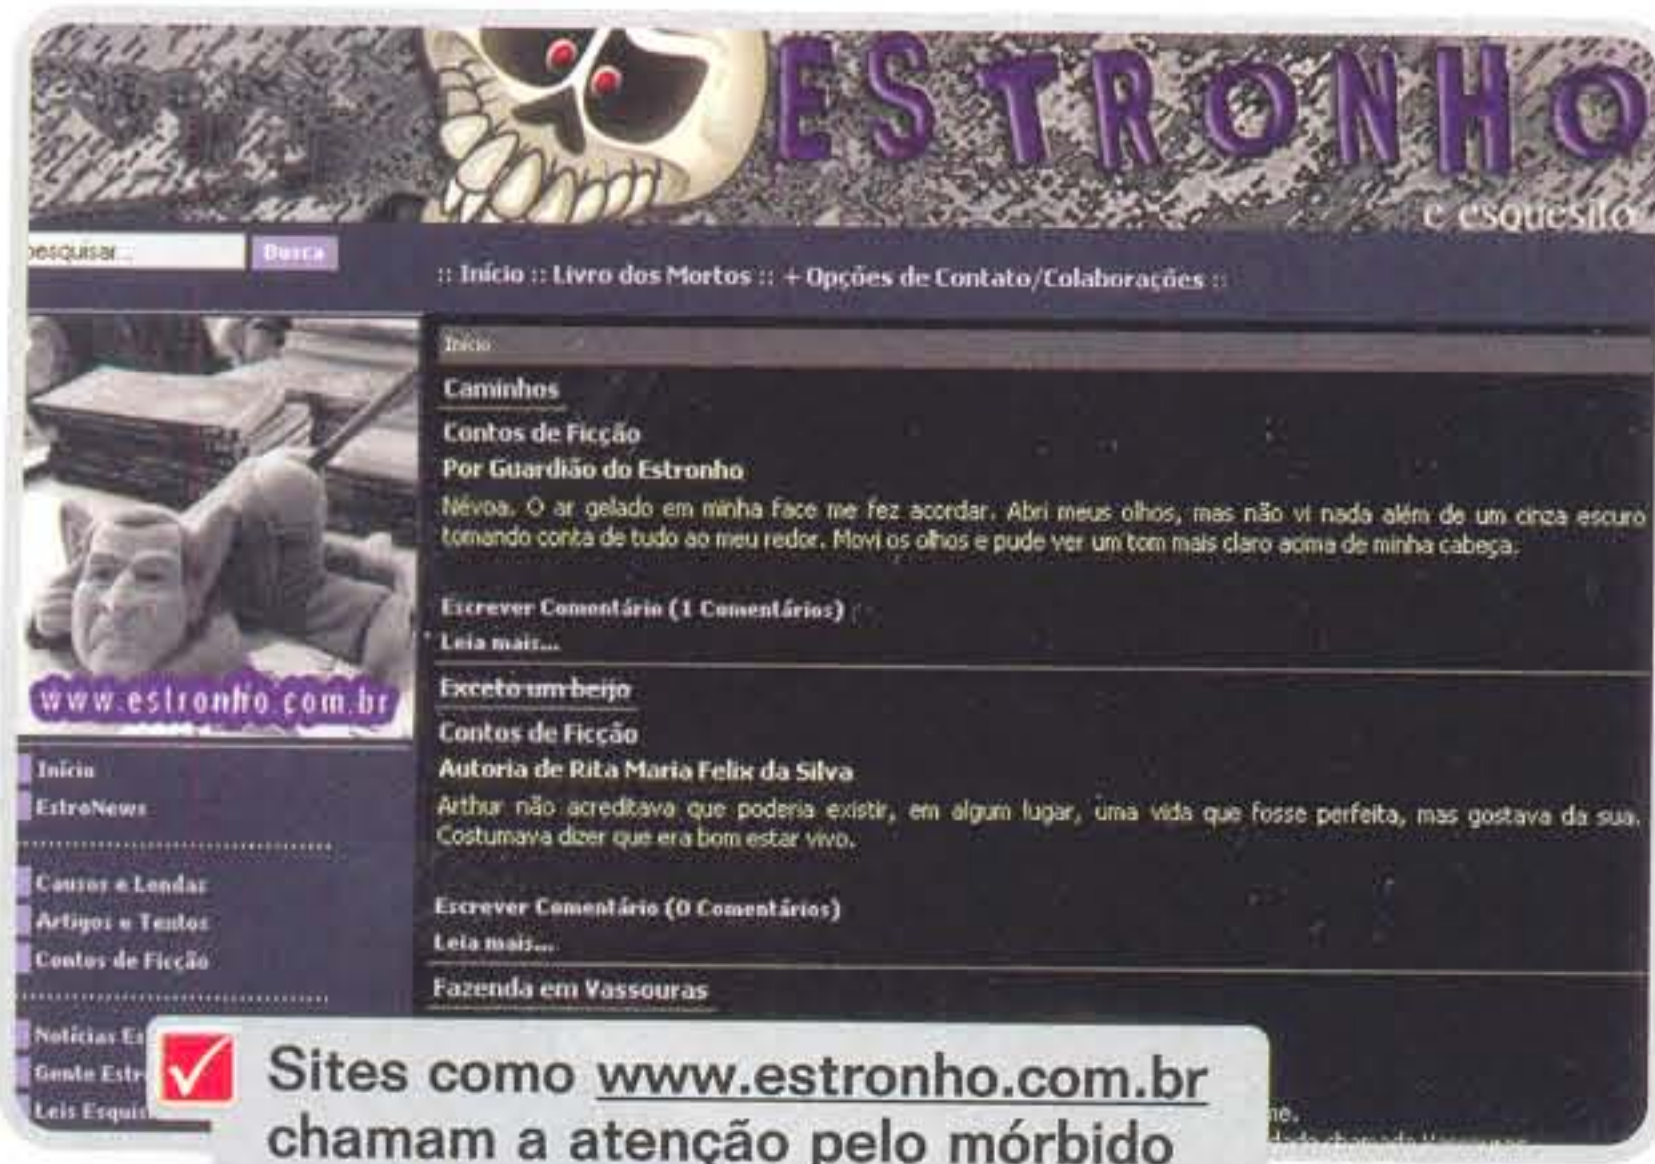 ESTRONHO
e esquesito
pesquisar...
Busca
:: Início :: Livro dos Mortos :: + Opções de Contato/Colaborações ::
Início
Caminhos
Contos de Ficção
Por Guardião do Estronho
Névoa. O ar gelado em minha face me fez acordar. Abri meus olhos, mas não vi nada além de um cinza escuro
tomando conta de tudo ao meu redor. Movi os olhos e pude ver um tom mais claro acima de minha cabeça.
Escrever Comentário (1 Comentários)
Leia mais...
Exceto um beijo
Contos de Ficção
Autoria de Rita Maria Felix da Silva
Arthur não acreditava que poderia existir, em algum lugar, uma vida que fosse perfeita, mas gostava da sua.
Costumava dizer que era bom estar vivo.
Escrever Comentário (0 Comentários)
Leia mais...
Fazenda em Vassouras
www.estronho.com.br
Início
EstroNews
Causos e Lendas
Artigos e Textos
Contos de Ficção
Notícias Es
Gente Estr
Leis Esquis
Sites como www.estronho.com.br
chamam a atenção pelo mórbido